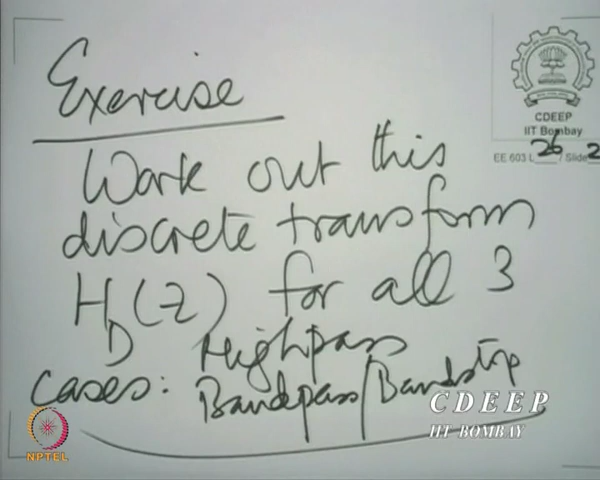 Exercise
CDEEP
IIT Bombay
EE 603 L 26 / Slide 2
Work out this
discrete transform
H_D(z) for all 3
Cases: Highpass
Bandpass/Bandstop
CDEEP
IIT BOMBAY
NPTEL